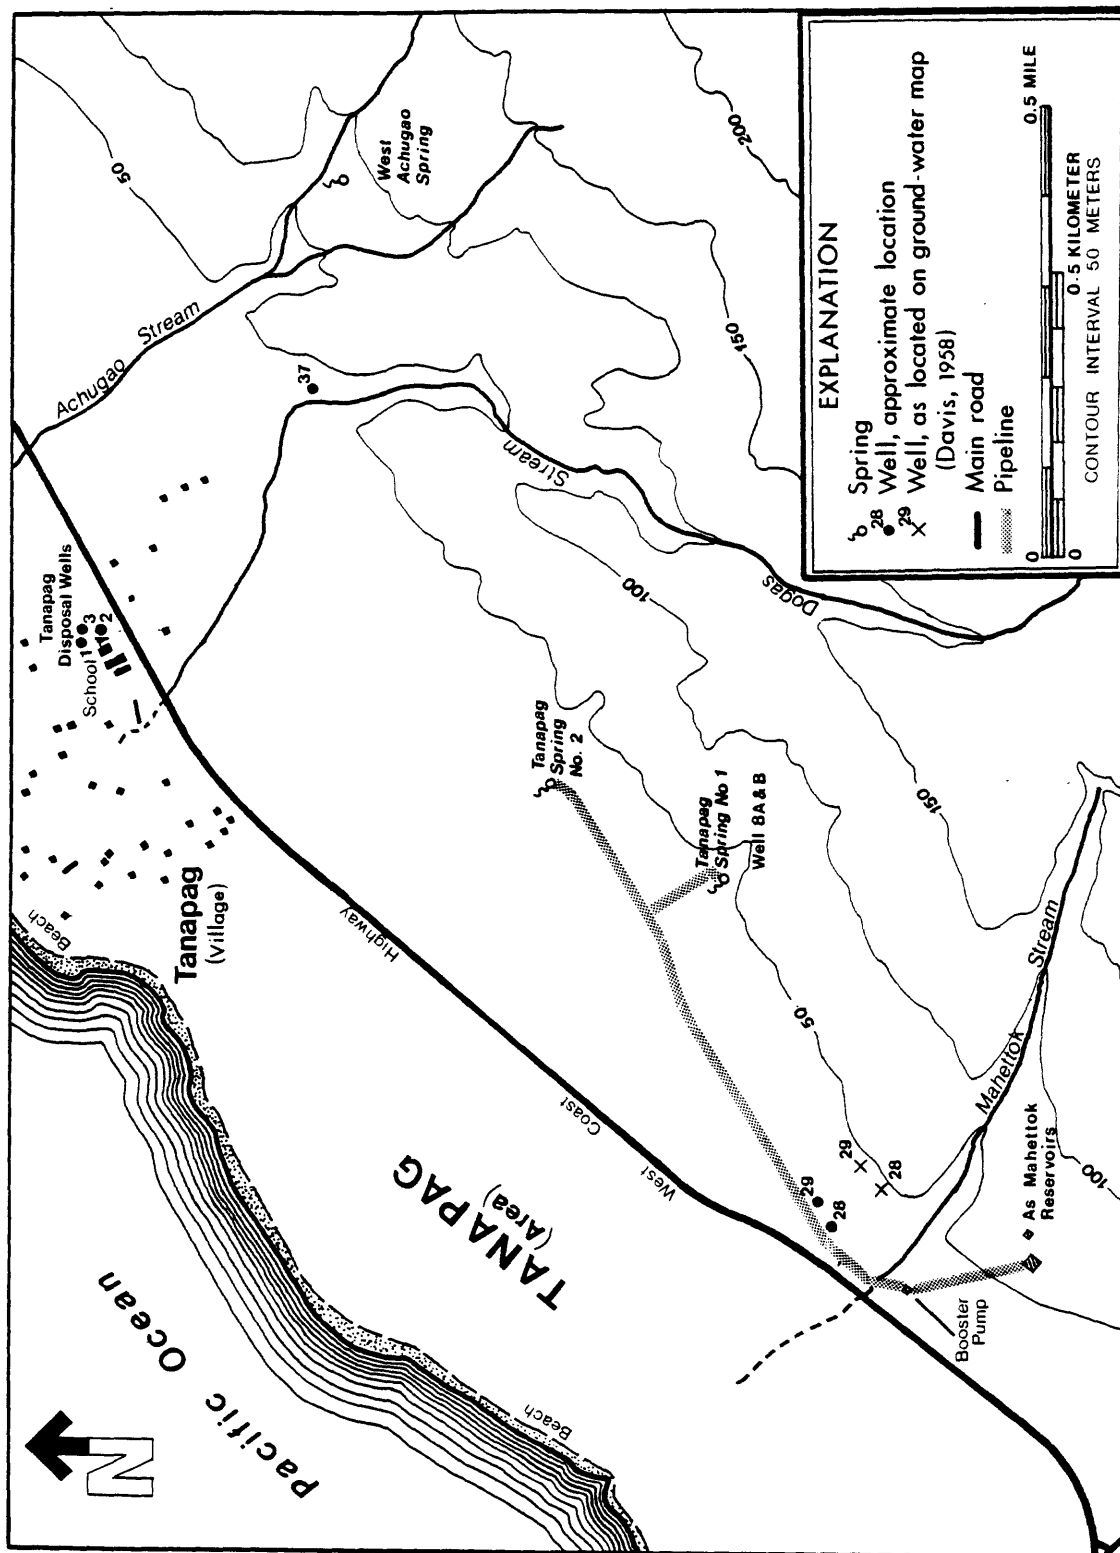 N
Pacific Ocean
Beach
Beach
Tanapag
(Village)
TANAPAG
(Area)
West
Coast
Highway
Tanapag
Disposal Wells
School
1
3
2
Achugao
Stream
50
West
Achugao
Spring
37
200
150
Stream
Dogas
100
Tanapag
Spring
No. 2
Tanapag
Spring No 1
Well 8A & B
150
50
Mahettok
Stream
29
28
29
28
As Mahettok
Reservoirs
100
Booster
Pump
EXPLANATION
Spring
28
Well, approximate location
29
Well, as located on ground-water map
(Davis, 1958)
Main road
Pipeline
0
0.5 MILE
0
0.5 KILOMETER
CONTOUR INTERVAL 50 METERS